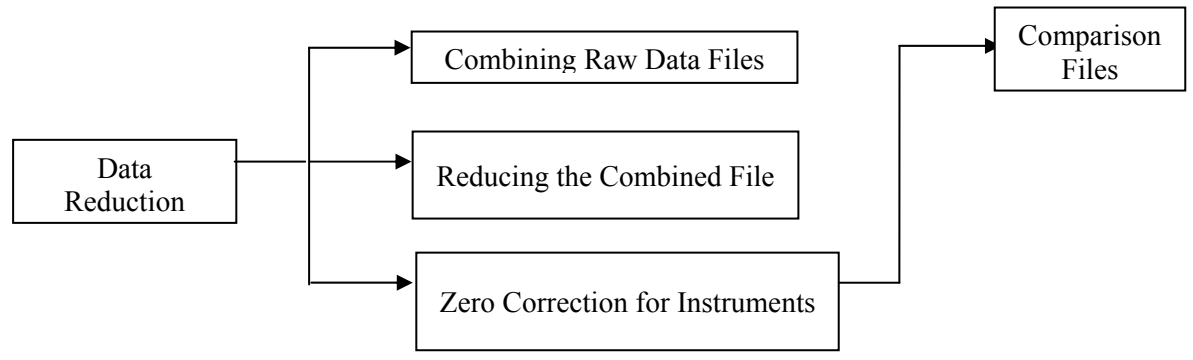 Combining Raw Data Files
Comparison
Files
Data
Reduction
Reducing the Combined File
Zero Correction for Instruments